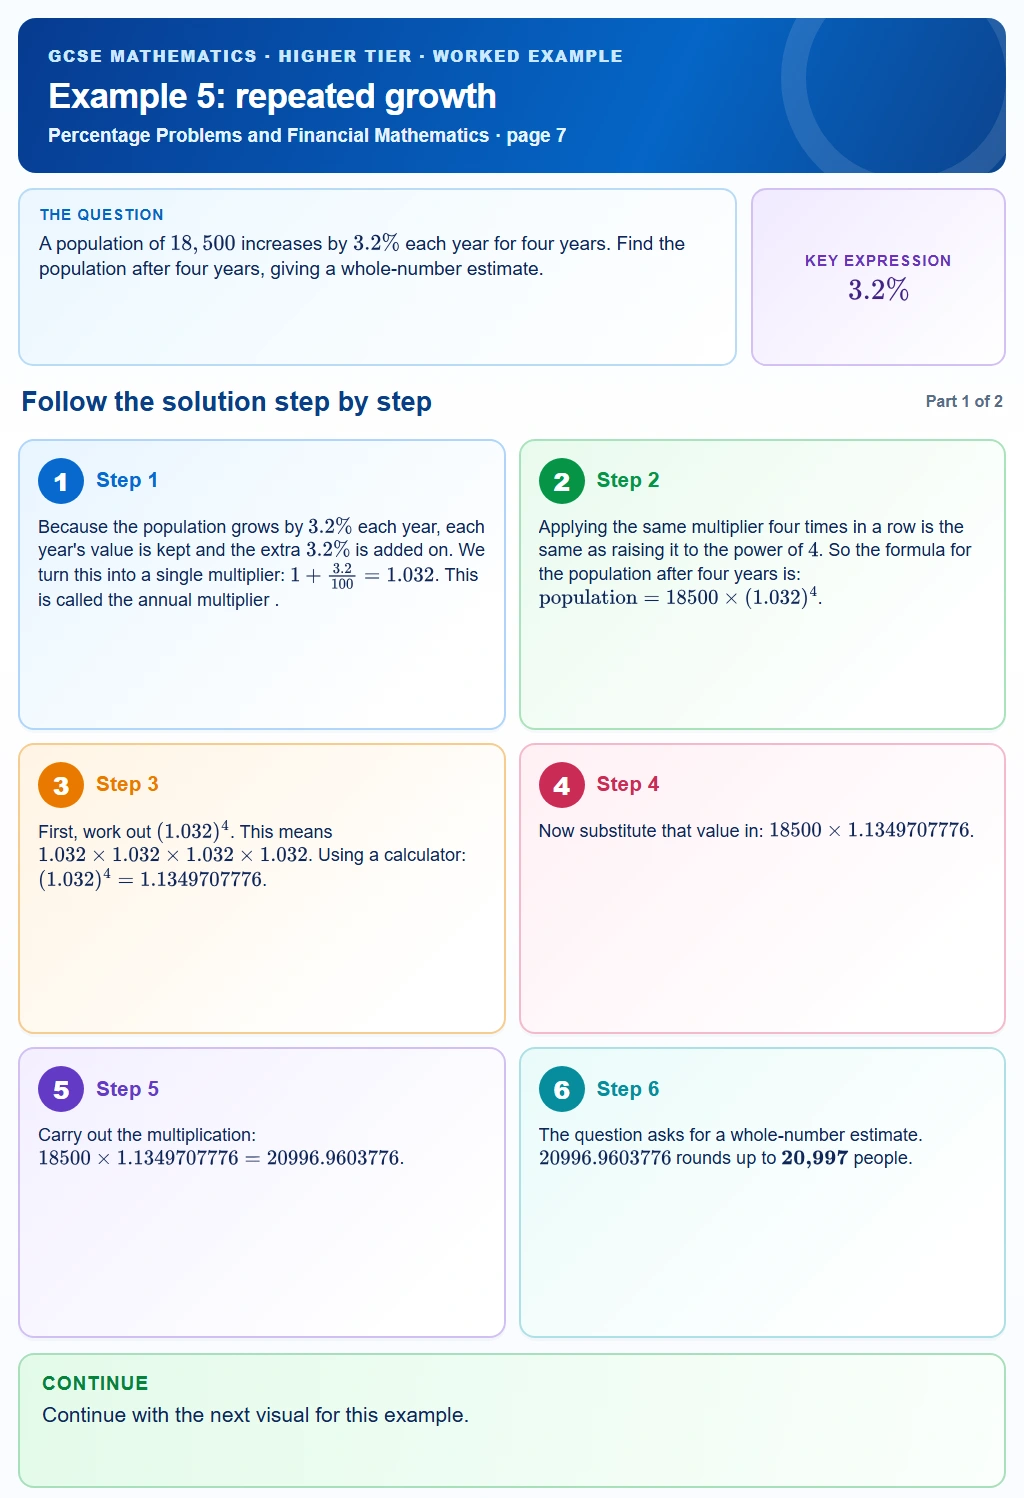 GCSE MATHEMATICS · HIGHER TIER · WORKED EXAMPLE
Example 5: repeated growth
Percentage Problems and Financial Mathematics · page 7
THE QUESTION
A population of 18,500 increases by 3.2% each year for four years. Find the
population after four years, giving a whole-number estimate.
KEY EXPRESSION
3.2%
Follow the solution step by step
Part 1 of 2
1 Step 1
Because the population grows by 3.2% each year, each
year's value is kept and the extra 3.2% is added on. We
turn this into a single multiplier: 1 + 3.2/100 = 1.032. This
is called the annual multiplier .
2 Step 2
Applying the same multiplier four times in a row is the
same as raising it to the power of 4. So the formula for
the population after four years is:
population = 18500 × (1.032)⁴.
3 Step 3
First, work out (1.032)⁴. This means
1.032 × 1.032 × 1.032 × 1.032. Using a calculator:
(1.032)⁴ = 1.1349707776.
4 Step 4
Now substitute that value in: 18500 × 1.1349707776.
5 Step 5
Carry out the multiplication:
18500 × 1.1349707776 = 20996.9603776.
6 Step 6
The question asks for a whole-number estimate.
20996.9603776 rounds up to 20,997 people.
CONTINUE
Continue with the next visual for this example.